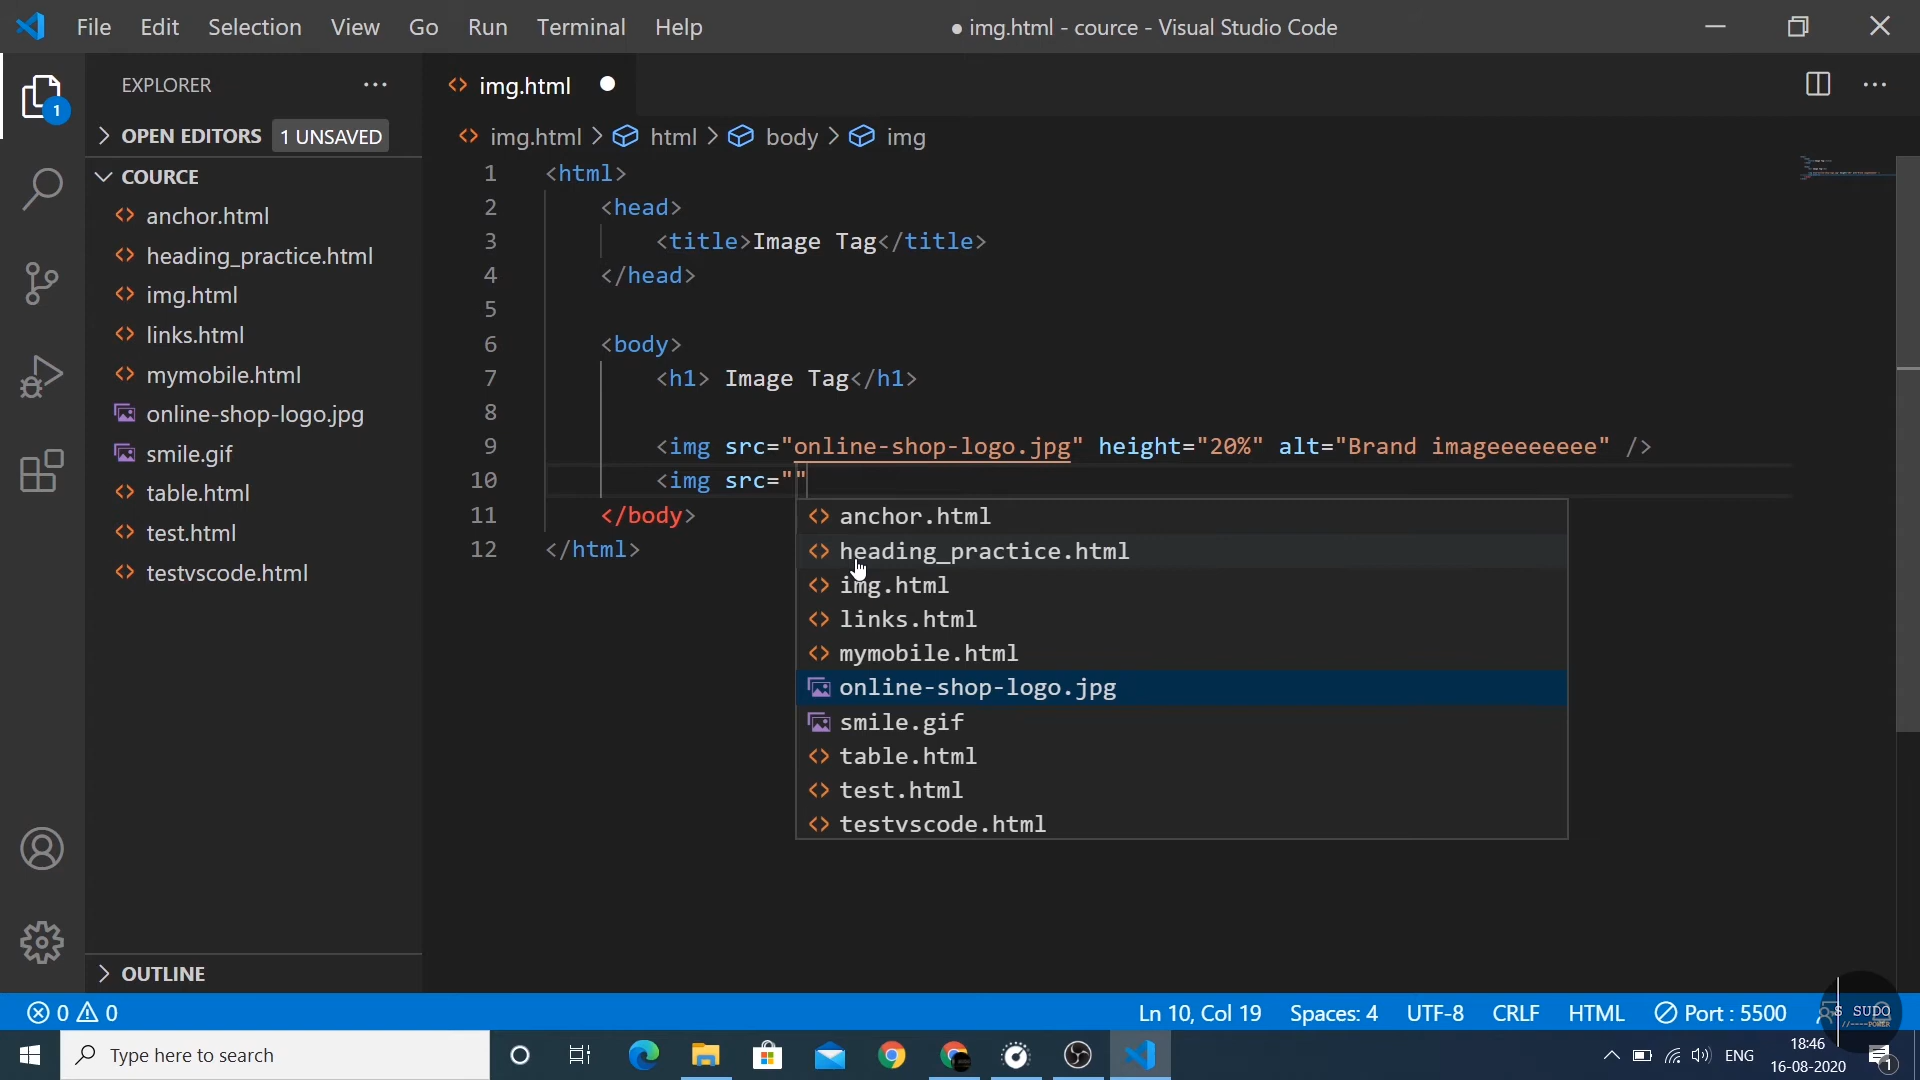 File Edit Selection View Go Run Terminal Help
● img.html - cource - Visual Studio Code
EXPLORER
img.html
1
OPEN EDITORS 1 UNSAVED
img.html > html > body > img
COURCE
anchor.html
heading_practice.html
img.html
links.html
mymobile.html
online-shop-logo.jpg
smile.gif
table.html
test.html
testvscode.html
OUTLINE
1 <html>
2 <head>
3 <title>Image Tag</title>
4 </head>
5
6 <body>
7 <h1> Image Tag</h1>
8
9 <img src="online-shop-logo.jpg" height="20%" alt="Brand imageeeeeeee" />
10 <img src=""
11 </body>
12 </html>
anchor.html
heading_practice.html
img.html
links.html
mymobile.html
online-shop-logo.jpg
smile.gif
table.html
test.html
testvscode.html
0 0
Ln 10, Col 19 Spaces: 4 UTF-8 CRLF HTML Port : 5500
S SUDO
//----POWER
Type here to search
ENG
18:46
16-08-2020
1